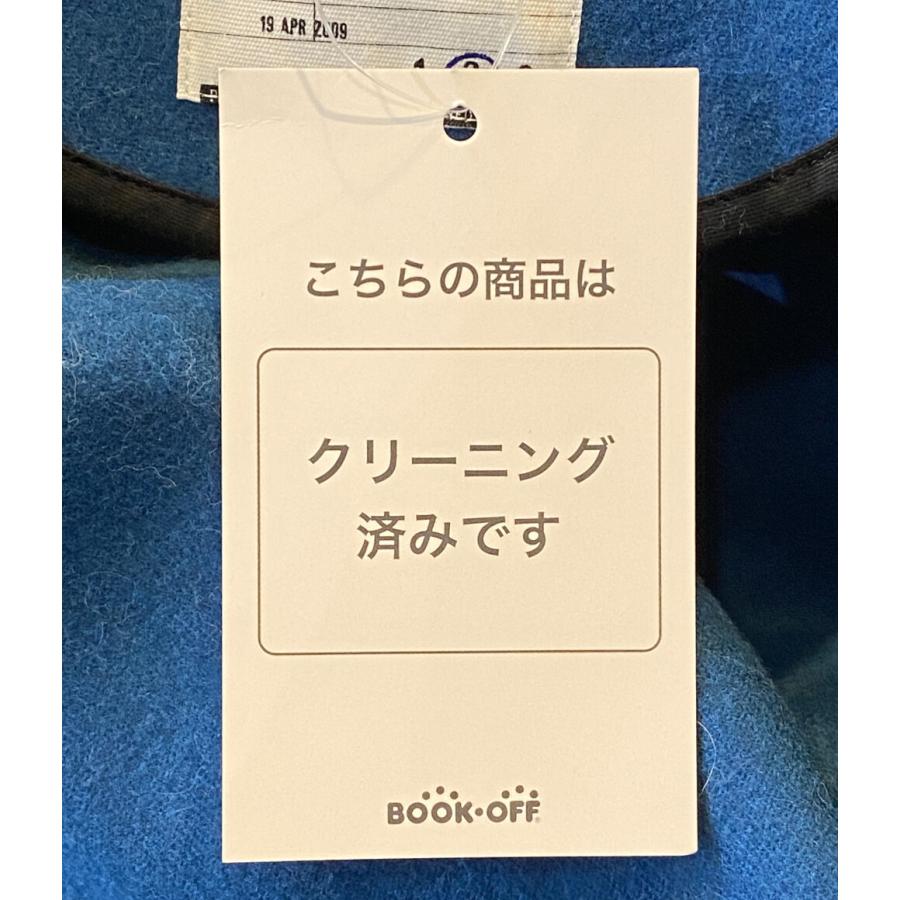 19 APR 2009
こちらの商品は
クリーニング
済みです
BOOK・OFF